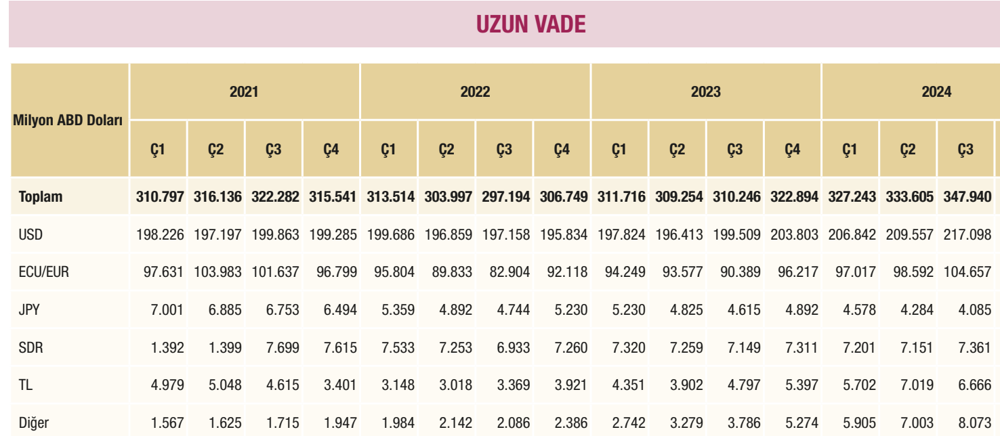 UZUN VADE
Milyon ABD Doları 2021 2022 2023 2024
Ç1 Ç2 Ç3 Ç4 Ç1 Ç2 Ç3 Ç4 Ç1 Ç2 Ç3 Ç4 Ç1 Ç2 Ç3
Toplam 310.797 316.136 322.282 315.541 313.514 303.997 297.194 306.749 311.716 309.254 310.246 322.894 327.243 333.605 347.940
USD 198.226 197.197 199.863 199.285 199.686 196.859 197.158 195.834 197.824 196.413 199.509 203.803 206.842 209.557 217.098
ECU/EUR 97.631 103.983 101.637 96.799 95.804 89.833 82.904 92.118 94.249 93.577 90.389 96.217 97.017 98.592 104.657
JPY 7.001 6.885 6.753 6.494 5.359 4.892 4.744 5.230 5.230 4.825 4.615 4.892 4.578 4.284 4.085
SDR 1.392 1.399 7.699 7.615 7.533 7.253 6.933 7.260 7.320 7.259 7.149 7.311 7.201 7.151 7.361
TL 4.979 5.048 4.615 3.401 3.148 3.018 3.369 3.921 4.351 3.902 4.797 5.397 5.702 7.019 6.666
Diğer 1.567 1.625 1.715 1.947 1.984 2.142 2.086 2.386 2.742 3.279 3.786 5.274 5.905 7.003 8.073